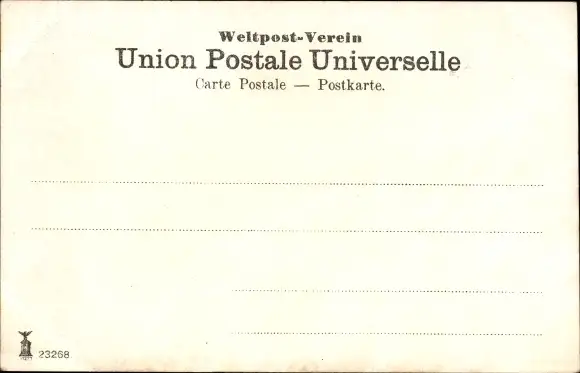 Weltpost-Verein
Union Postale Universelle
Carte Postale — Postkarte.
23268